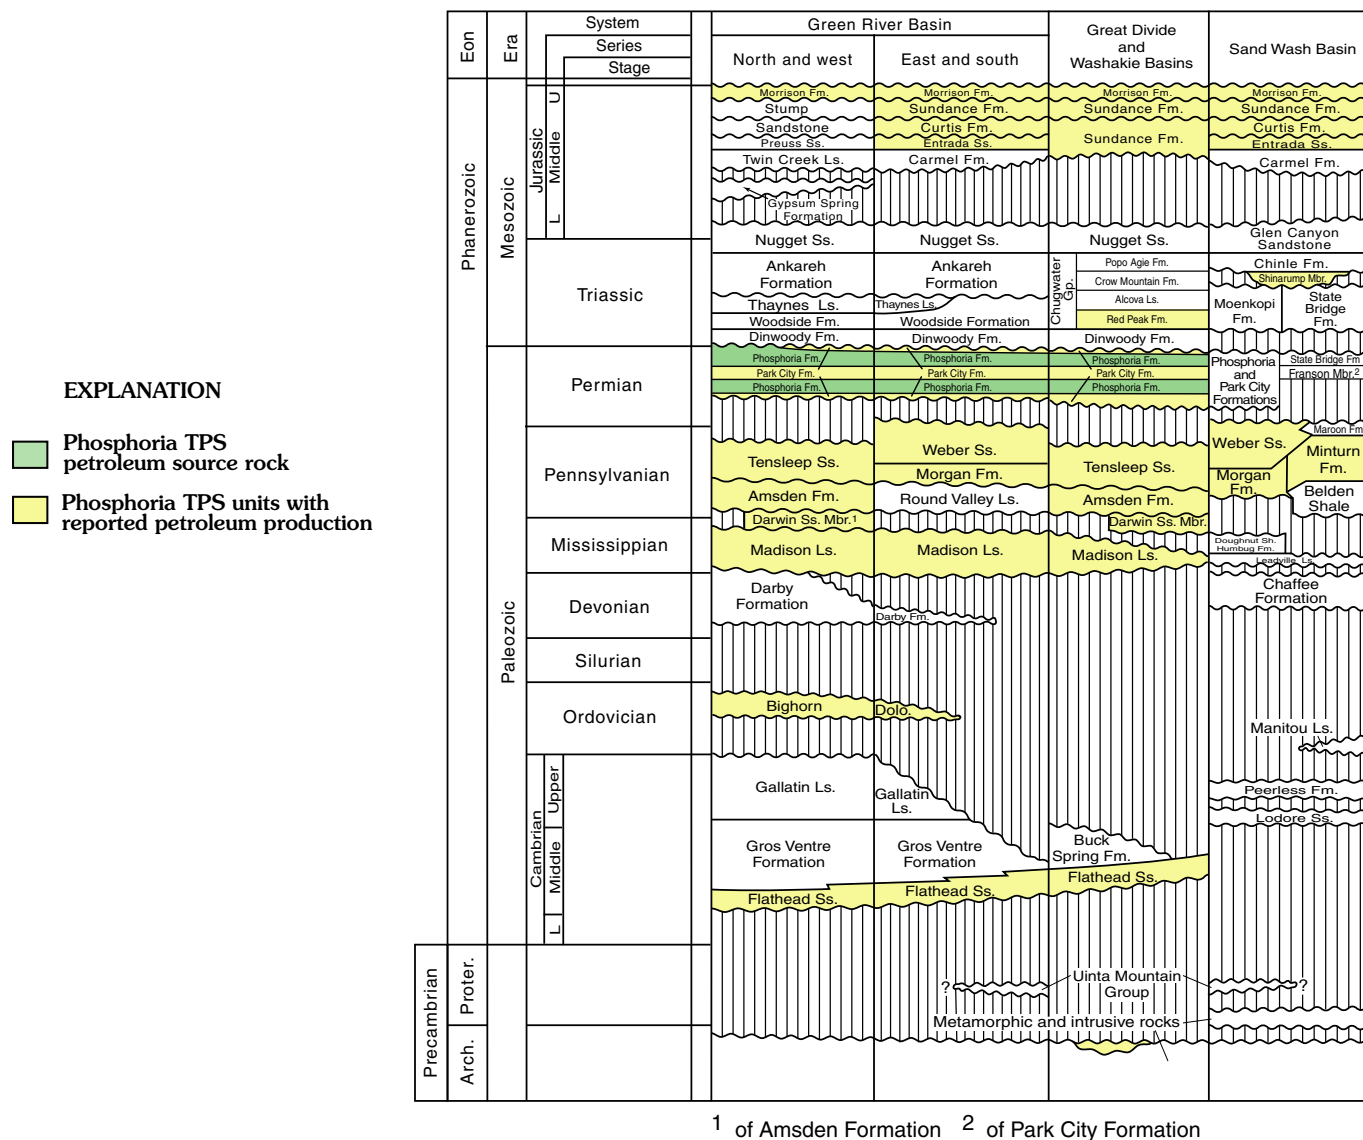 Eon
Era
System
Series
Stage
Green River Basin
North and west
East and south
Great Divide
and
Washakie Basins
Sand Wash Basin
Phanerozoic
Mesozoic
Jurassic
U
Middle
L
Morrison Fm.
Morrison Fm.
Morrison Fm.
Morrison Fm.
Stump
Sandstone
Sundance Fm.
Sundance Fm.
Sundance Fm.
Curtis Fm.
Sundance Fm.
Curtis Fm.
Preuss Ss.
Entrada Ss.
Entrada Ss.
Twin Creek Ls.
Carmel Fm.
Carmel Fm.
Gypsum Spring
Formation
Nugget Ss.
Nugget Ss.
Nugget Ss.
Glen Canyon
Sandstone
Triassic
Ankareh
Formation
Ankareh
Formation
Chugwater
Gp.
Popo Agie Fm.
Crow Mountain Fm.
Alcova Ls.
Red Peak Fm.
Chinle Fm.
Shinarump Mbr.
Moenkopi
Fm.
State
Bridge
Fm.
Thaynes Ls.
Thaynes Ls.
Woodside Fm.
Woodside Formation
Dinwoody Fm.
Dinwoody Fm.
Dinwoody Fm.
Paleozoic
Permian
Phosphoria Fm.
Phosphoria Fm.
Phosphoria Fm.
Park City Fm.
Park City Fm.
Park City Fm.
Phosphoria Fm.
Phosphoria Fm.
Phosphoria Fm.
Phosphoria
and
Park City
Formations
State Bridge Fm
Franson Mbr.2
EXPLANATION
Phosphoria TPS
petroleum source rock
Phosphoria TPS units with
reported petroleum production
Pennsylvanian
Tensleep Ss.
Weber Ss.
Tensleep Ss.
Weber Ss.
Maroon Fm
Minturn
Fm.
Morgan Fm.
Morgan
Fm.
Amsden Fm.
Round Valley Ls.
Amsden Fm.
Belden
Shale
Darwin Ss. Mbr.1
Darwin Ss. Mbr.
Mississippian
Madison Ls.
Madison Ls.
Madison Ls.
Doughnut Sh.
Humbug Fm.
Leadville Ls.
Devonian
Darby
Formation
Darby Fm.
Chaffee
Formation
Silurian
Ordovician
Bighorn
Dolo.
Manitou Ls.
Cambrian
Upper
Middle
L
Gallatin Ls.
Gallatin
Ls.
Peerless Fm.
Lodore Ss.
Gros Ventre
Formation
Gros Ventre
Formation
Buck
Spring Fm.
Flathead Ss.
Flathead Ss.
Flathead Ss.
Precambrian
Proter.
Arch.
?
Uinta Mountain
Group
?
Metamorphic and intrusive rocks
1 of Amsden Formation 2 of Park City Formation